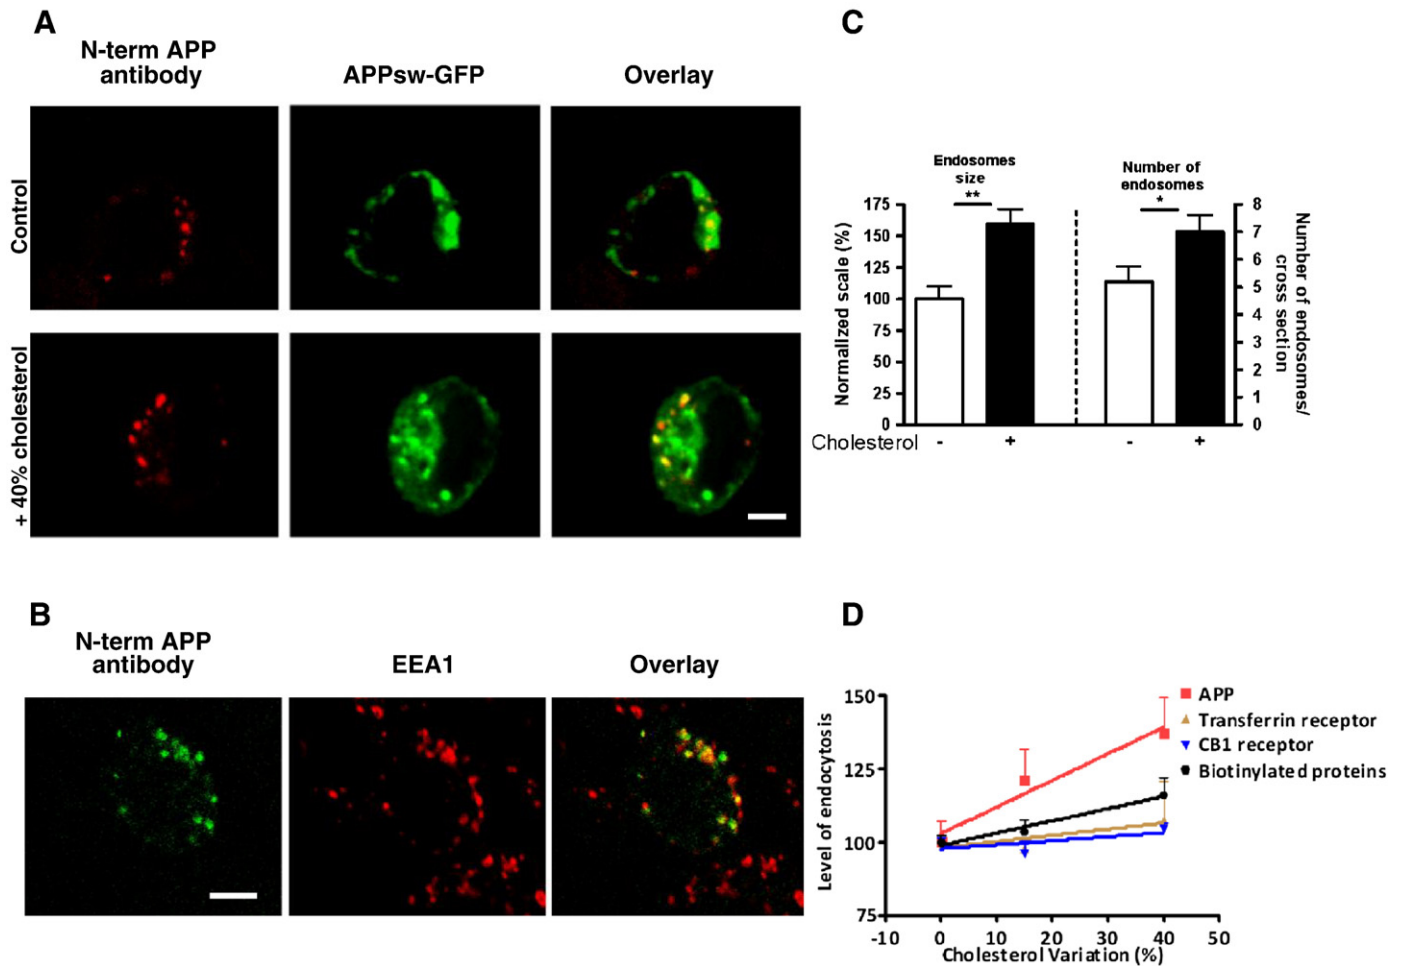 A
N-term APP
antibody
APPsw-GFP
Overlay
Control
+ 40% cholesterol
B
N-term APP
antibody
EEA1
Overlay
C
Endosomes
size
**
Number of
endosomes
*
Normalized scale (%)
175
150
125
100
75
50
25
0
8
7
6
5
4
3
2
1
0
Number of endosomes/
cross section
Cholesterol - + - +
D
Level of endocytosis
150
125
100
75
-10 0 10 20 30 40 50
Cholesterol Variation (%)
APP
Transferrin receptor
CB1 receptor
Biotinylated proteins